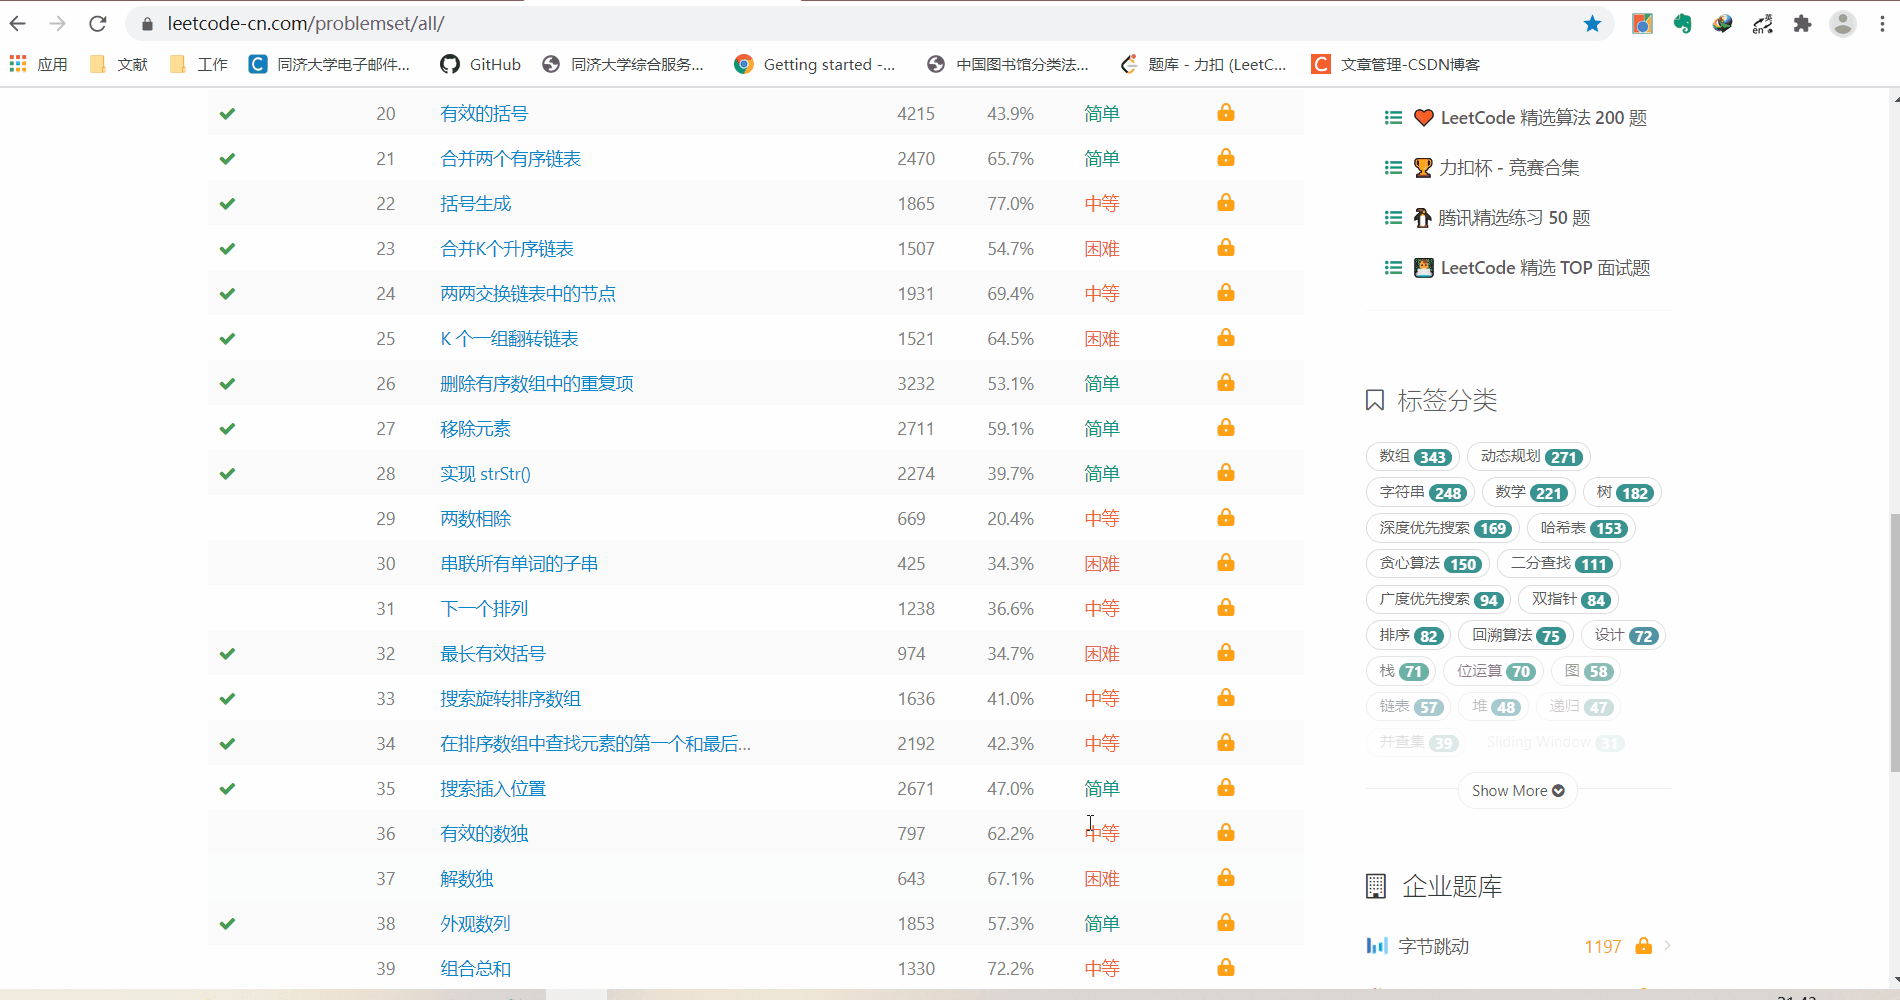 leetcode-cn.com/problemset/all/
应用 文献 工作 同济大学电子邮件... GitHub 同济大学综合服务... Getting started -... 中国图书馆分类法... 题库 - 力扣 (LeetC... 文章管理-CSDN博客
20 有效的括号 4215 43.9% 简单
21 合并两个有序链表 2470 65.7% 简单
22 括号生成 1865 77.0% 中等
23 合并K个升序链表 1507 54.7% 困难
24 两两交换链表中的节点 1931 69.4% 中等
25 K 个一组翻转链表 1521 64.5% 困难
26 删除有序数组中的重复项 3232 53.1% 简单
27 移除元素 2711 59.1% 简单
28 实现 strStr() 2274 39.7% 简单
29 两数相除 669 20.4% 中等
30 串联所有单词的子串 425 34.3% 困难
31 下一个排列 1238 36.6% 中等
32 最长有效括号 974 34.7% 困难
33 搜索旋转排序数组 1636 41.0% 中等
34 在排序数组中查找元素的第一个和最后... 2192 42.3% 中等
35 搜索插入位置 2671 47.0% 简单
36 有效的数独 797 62.2% 中等
37 解数独 643 67.1% 困难
38 外观数列 1853 57.3% 简单
39 组合总和 1330 72.2% 中等
LeetCode 精选算法 200 题
力扣杯 - 竞赛合集
腾讯精选练习 50 题
LeetCode 精选 TOP 面试题
标签分类
数组 343 动态规划 271
字符串 248 数学 221 树 182
深度优先搜索 169 哈希表 153
贪心算法 150 二分查找 111
广度优先搜索 94 双指针 84
排序 82 回溯算法 75 设计 72
栈 71 位运算 70 图 58
链表 57 堆 48 递归 47
并查集 39 Sliding Window 31
Show More
企业题库
字节跳动 1197